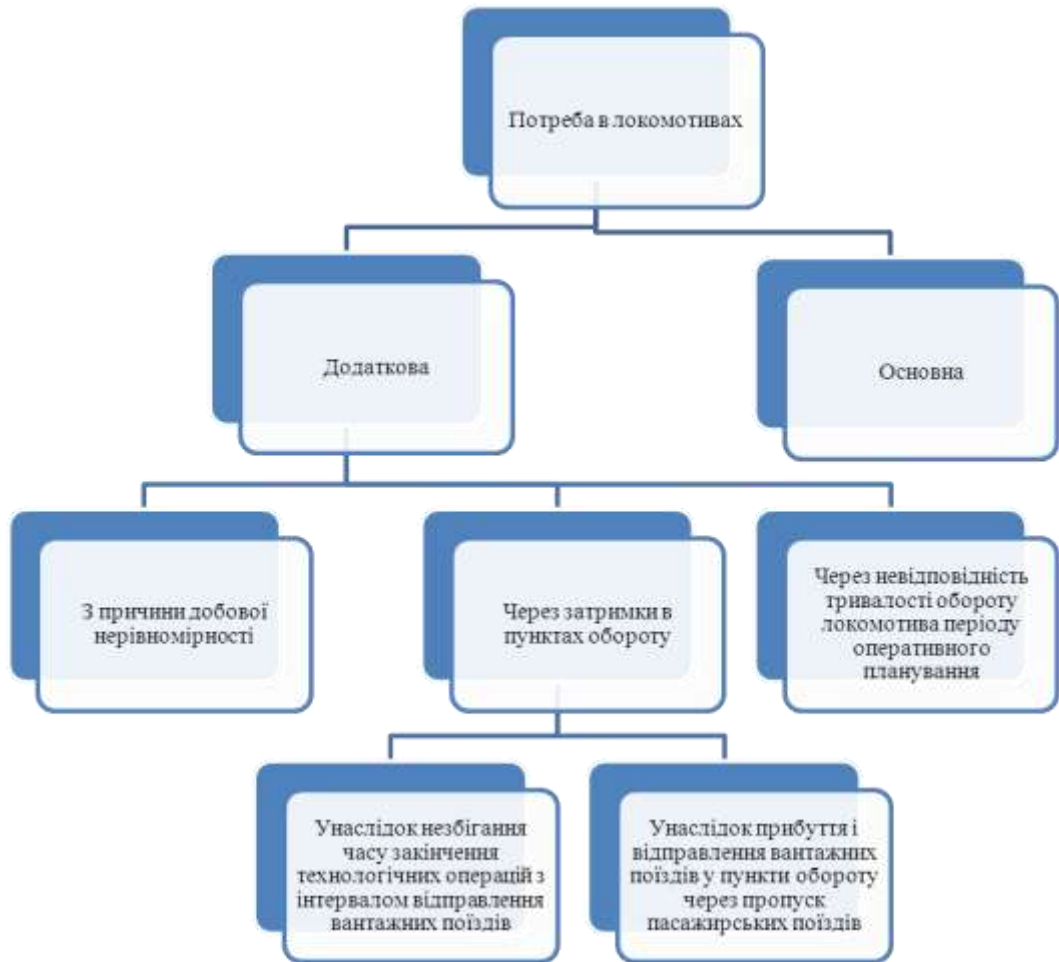 Потреба в локомотивах
Додаткова
Основна
З причини добової
нерівномірності
Через затримки в
пунктах обороту
Через невідповідність
тривалості обороту
локомотива періоду
оперативного
планування
Унаслідок незбігання
часу закінчення
технологічних операцій з
інтервалом відправлення
вантажних поїздів
Унаслідок прибуття і
відправлення вантажних
поїздів у пункти обороту
через пропуск
пасажирських поїздів